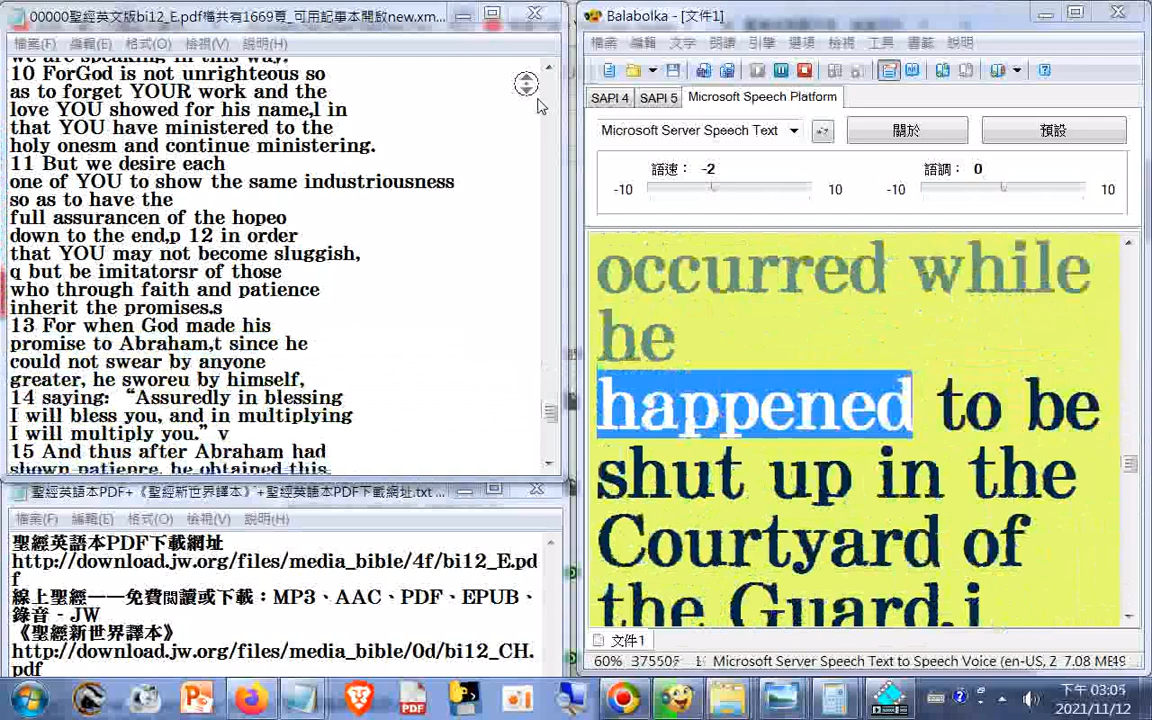 00000聖經英文版bi12_E.pdf檔共有1669頁_可用記事本開啟new.xm...
檔案(F) 編輯(E) 格式(O) 檢視(V) 說明(H)
we are speaking in this way.
10 ForGod is not unrighteous so
as to forget YOUR work and the
love YOU showed for his name,l in
that YOU have ministered to the
holy onesm and continue ministering.
11 But we desire each
one of YOU to show the same industriousness
so as to have the
full assurancen of the hopeo
down to the end,p 12 in order
that YOU may not become sluggish,
q but be imitatorsr of those
who through faith and patience
inherit the promises.s
13 For when God made his
promise to Abraham,t since he
could not swear by anyone
greater, he sworeu by himself,
14 saying: “Assuredly in blessing
I will bless you, and in multiplying
I will multiply you.” v
15 And thus after Abraham had
shown patience, he obtained this
聖經英語本PDF+《聖經新世界譯本》+聖經英語本PDF下載網址.txt ...
檔案(F) 編輯(E) 格式(O) 檢視(V) 說明(H)
聖經英語本PDF下載網址
http://download.jw.org/files/media_bible/4f/bi12_E.pd
f
線上聖經——免費閱讀或下載：MP3、AAC、PDF、EPUB、
錄音 - JW
《聖經新世界譯本》
http://download.jw.org/files/media_bible/0d/bi12_CH.
pdf
Balabolka - [文件1]
檔案 編輯 文字 朗讀 引擎 選項 檢視 工具 書籤 說明
SAPI 4 SAPI 5 Microsoft Speech Platform
Microsoft Server Speech Text 關於 預設
語速： -2 語調： 0
-10 10 -10 10
occurred while
he
happened to be
shut up in the
Courtyard of
the Guard,i
文件1
60% Microsoft Server Speech Text to Speech Voice (en-US, 7.08 ME
下午 03:05
2021/11/12